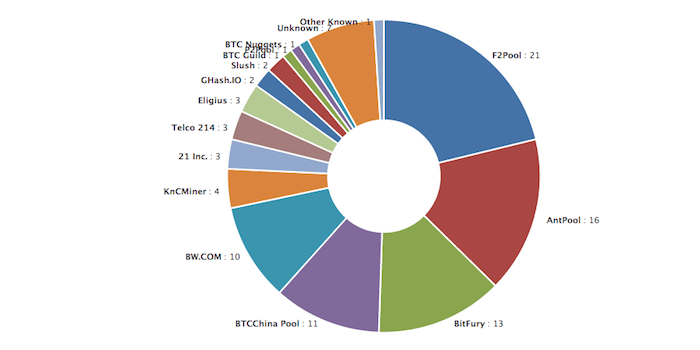 Other Known : 1
Unknown : 7
BTC Nuggets : 1
P2Pool : 1
BTC Guild : 1
Slush : 2
GHash.IO : 2
Eligius : 3
Telco 214 : 3
21 Inc. : 3
KnCMiner : 4
BW.COM : 10
BTCChina Pool : 11
BitFury : 13
AntPool : 16
F2Pool : 21